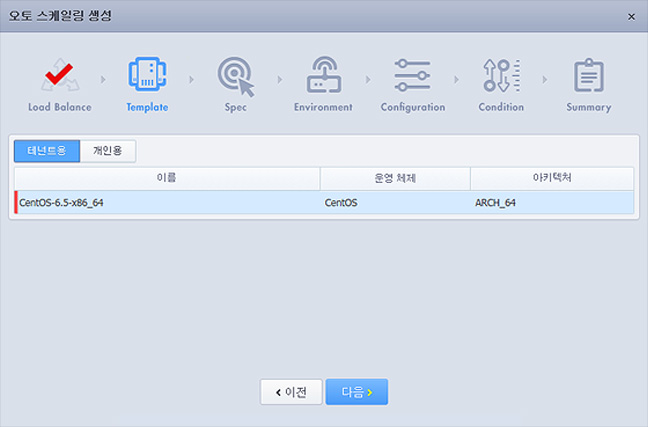 오토 스케일링 생성 ×
Load Balance Template Spec Environment Configuration Condition Summary
테넌트용 개인용
이름 운영 체제 아키텍처
CentOS-6.5-x86_64 CentOS ARCH_64
이전 다음